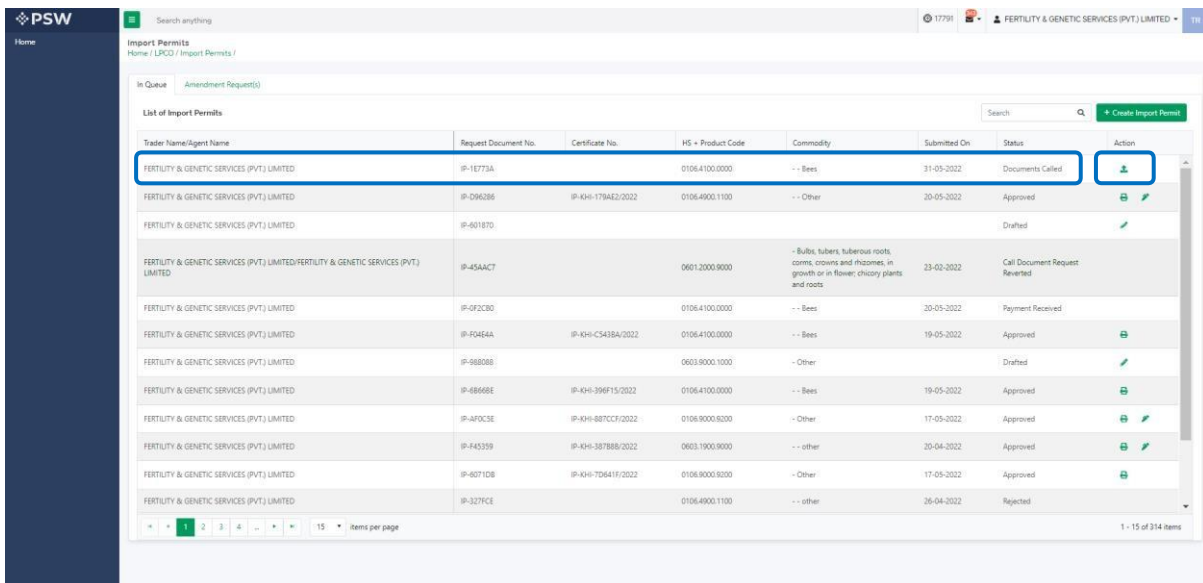 PSW
Search anything
17791
FERTILITY & GENETIC SERVICES (PVT.) LIMITED
TR
Home
Import Permits
Home / LPCO / Import Permits /
In Queue
Amendment Request(s)
List of Import Permits
Search
+ Create Import Permit
Trader Name/Agent Name Request Document No. Certificate No. HS + Product Code Commodity Submitted On Status Action
FERTILITY & GENETIC SERVICES (PVT.) LIMITED IP-1E773A 0106.4100.0000 - - Bees 31-05-2022 Documents Called
FERTILITY & GENETIC SERVICES (PVT.) LIMITED IP-D96286 IP-KHI-179AE2/2022 0106.4900.1100 - - Other 20-05-2022 Approved
FERTILITY & GENETIC SERVICES (PVT.) LIMITED IP-601870 Drafted
FERTILITY & GENETIC SERVICES (PVT.) LIMITED/FERTILITY & GENETIC SERVICES (PVT.)
LIMITED
IP-45AAC7
0601.2000.9000
- Bulbs, tubers, tuberous roots,
corms, crowns and rhizomes, in
growth or in flower; chicory plants
and roots
23-02-2022
Call Document Request
Reverted
FERTILITY & GENETIC SERVICES (PVT.) LIMITED IP-0F2CB0 0106.4100.0000 - - Bees 20-05-2022 Payment Received
FERTILITY & GENETIC SERVICES (PVT.) LIMITED IP-F04E4A IP-KHI-C5438A/2022 0106.4100.0000 - - Bees 19-05-2022 Approved
FERTILITY & GENETIC SERVICES (PVT.) LIMITED IP-988088 0603.9000.1000 - Other Drafted
FERTILITY & GENETIC SERVICES (PVT.) LIMITED IP-6B66BE IP-KHI-396F15/2022 0106.4100.0000 - - Bees 19-05-2022 Approved
FERTILITY & GENETIC SERVICES (PVT.) LIMITED IP-AF0C5E IP-KHI-887CCF/2022 0106.9000.9200 - Other 17-05-2022 Approved
FERTILITY & GENETIC SERVICES (PVT.) LIMITED IP-F45359 IP-KHI-387B88/2022 0603.1900.9000 - - other 20-04-2022 Approved
FERTILITY & GENETIC SERVICES (PVT.) LIMITED IP-6071DB IP-KHI-7D641F/2022 0106.9000.9200 - Other 17-05-2022 Approved
FERTILITY & GENETIC SERVICES (PVT.) LIMITED IP-327FCE 0106.4900.1100 - - other 26-04-2022 Rejected
1 2 3 4 ... 15 items per page 1 - 15 of 314 items